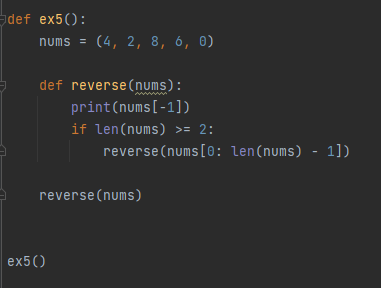 def ex5():
    nums = (4, 2, 8, 6, 0)
    def reverse(nums):
        print(nums[-1])
        if len(nums) >= 2:
            reverse(nums[0: len(nums) - 1])
    reverse(nums)
ex5()